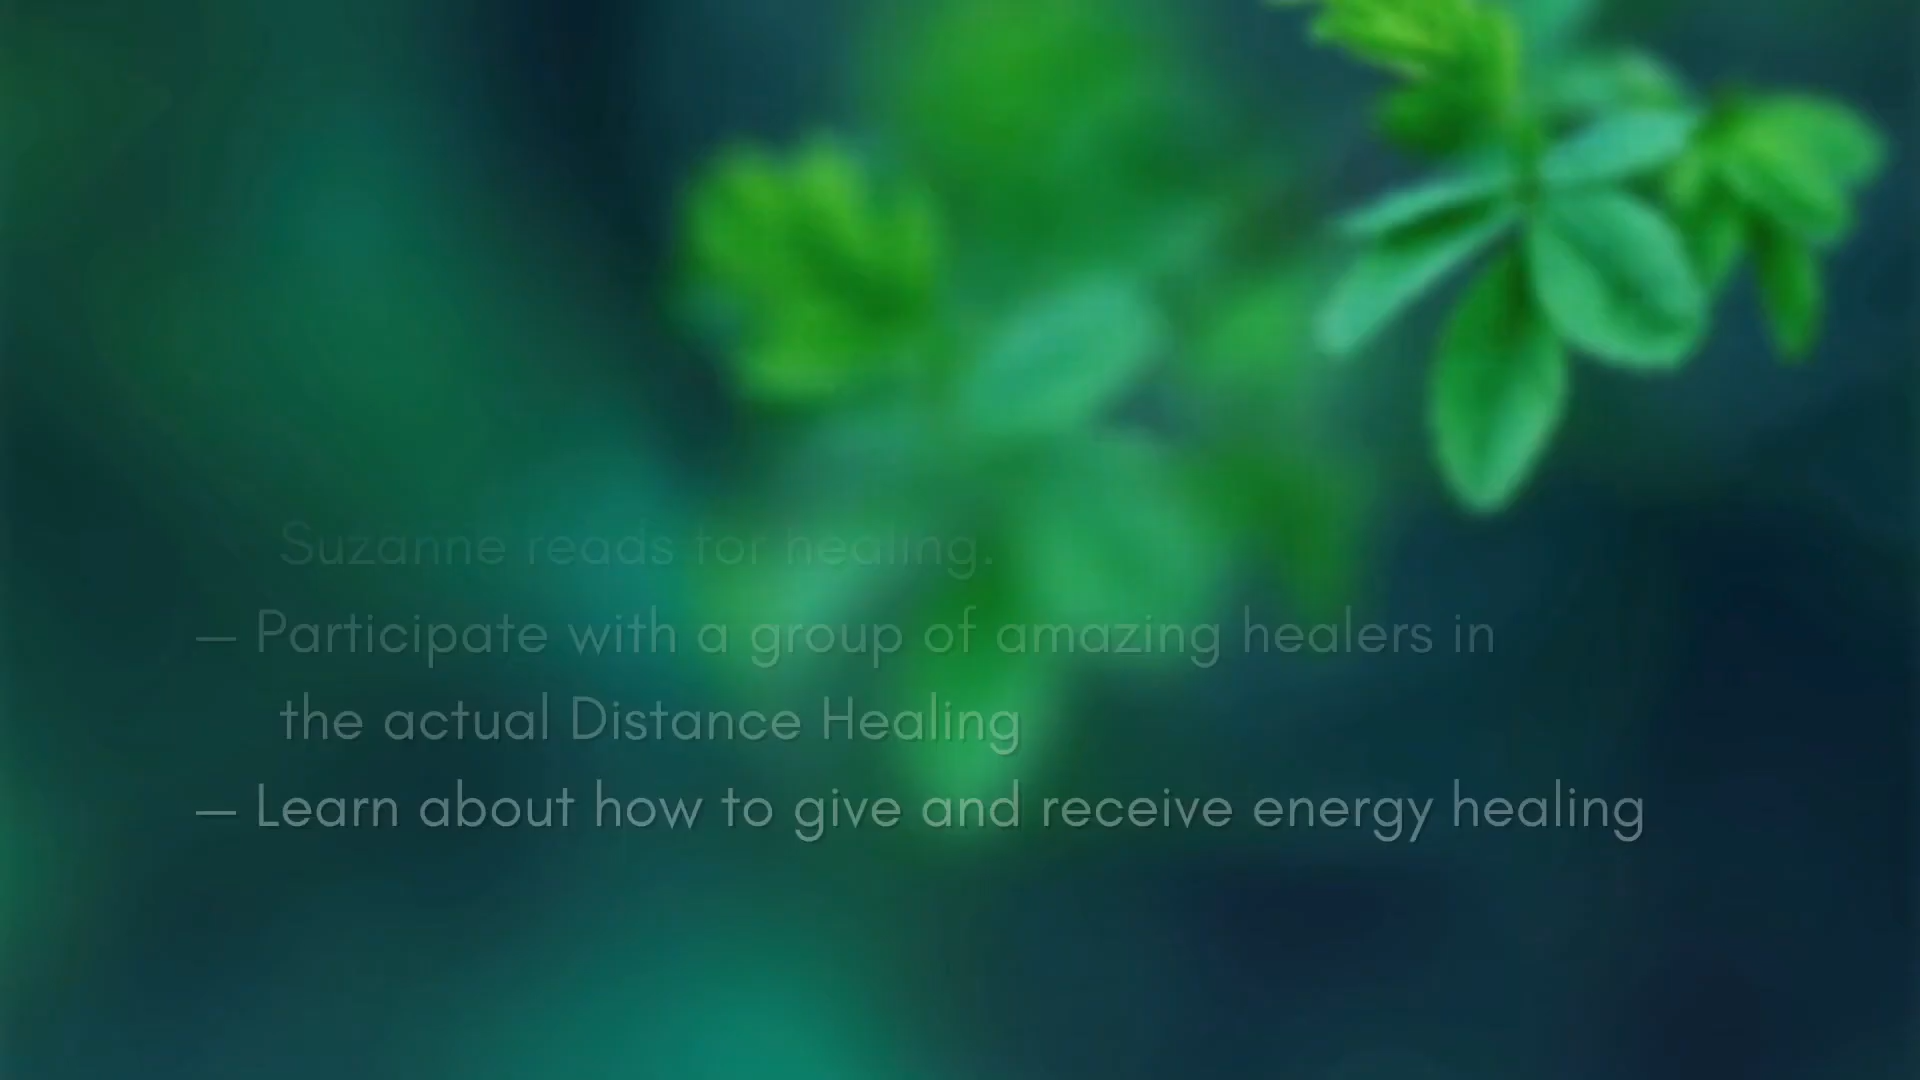 Suzanne reads for healing.
— Participate with a group of amazing healers in
the actual Distance Healing
— Learn about how to give and receive energy healing